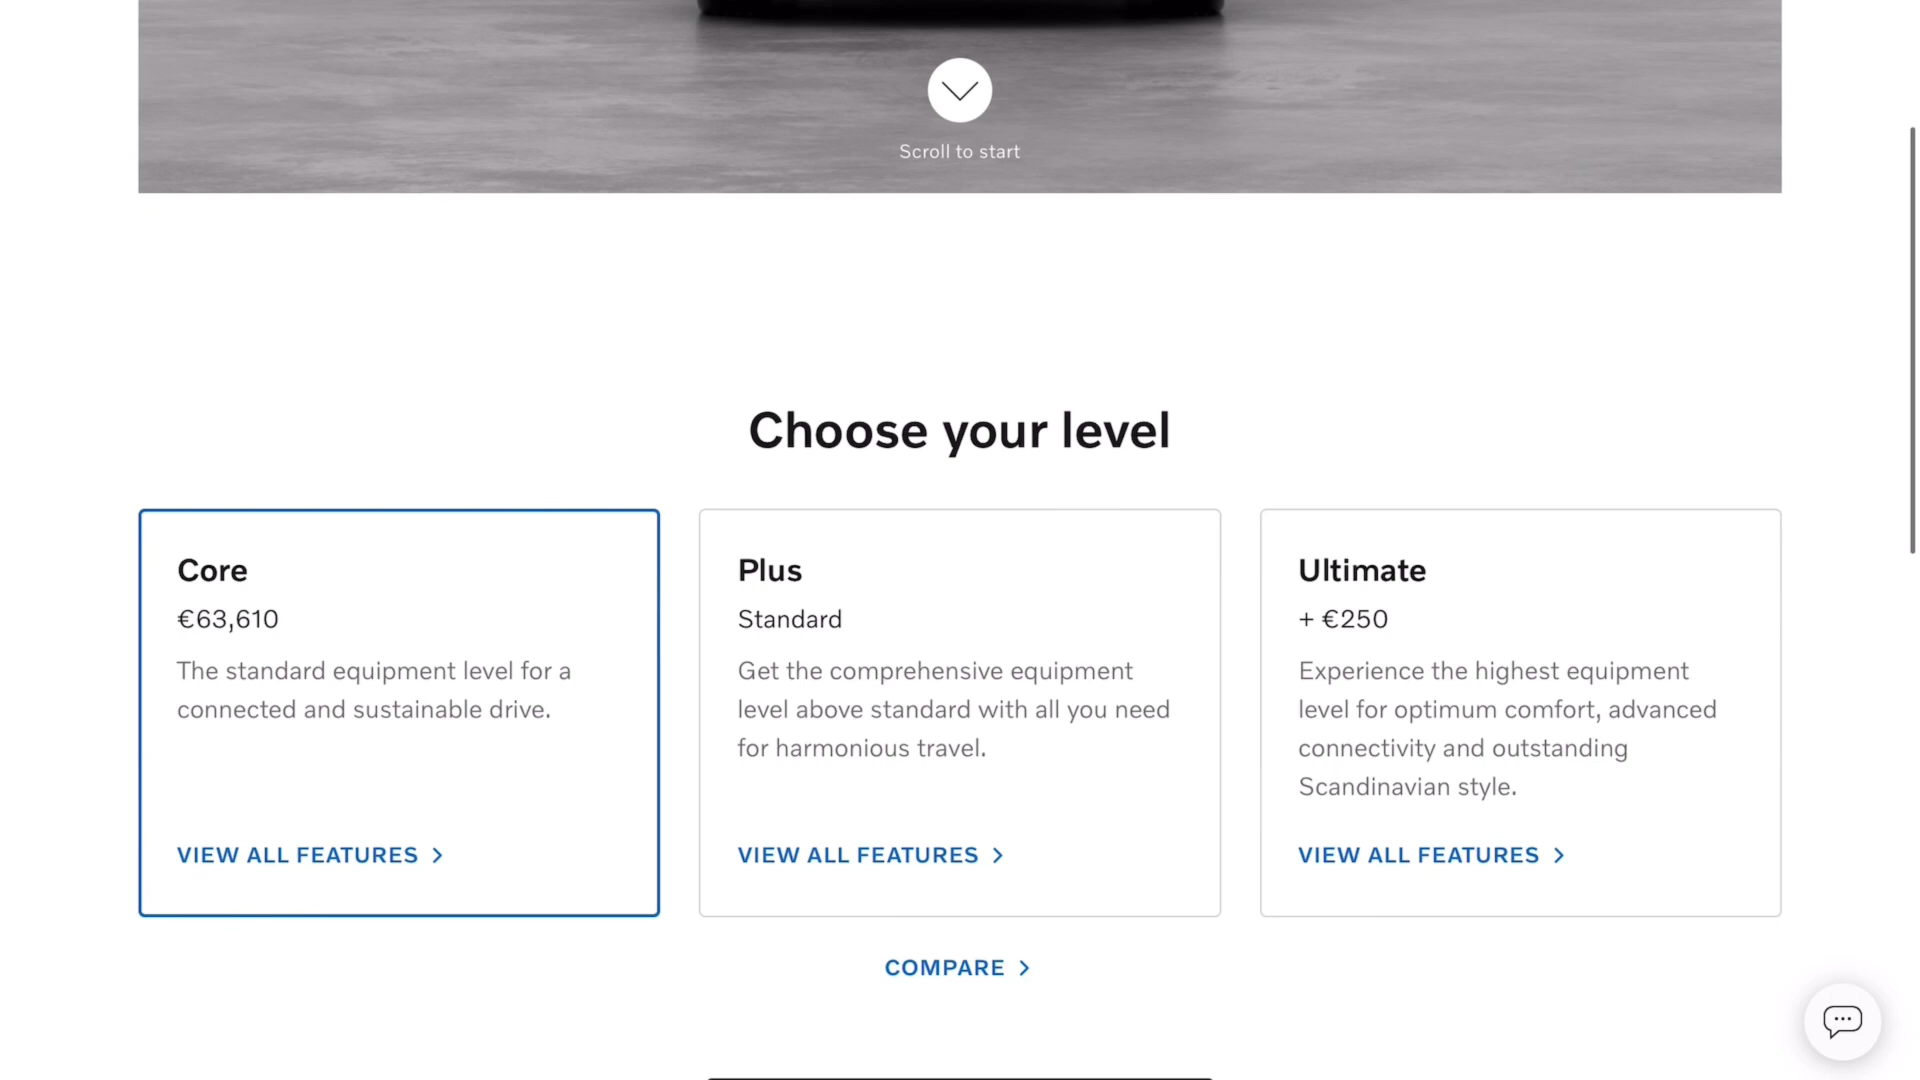 Scroll to start
Choose your level
Core
€63,610
The standard equipment level for a
connected and sustainable drive.
VIEW ALL FEATURES
Plus
Standard
Get the comprehensive equipment
level above standard with all you need
for harmonious travel.
VIEW ALL FEATURES
Ultimate
+ €250
Experience the highest equipment
level for optimum comfort, advanced
connectivity and outstanding
Scandinavian style.
VIEW ALL FEATURES
COMPARE